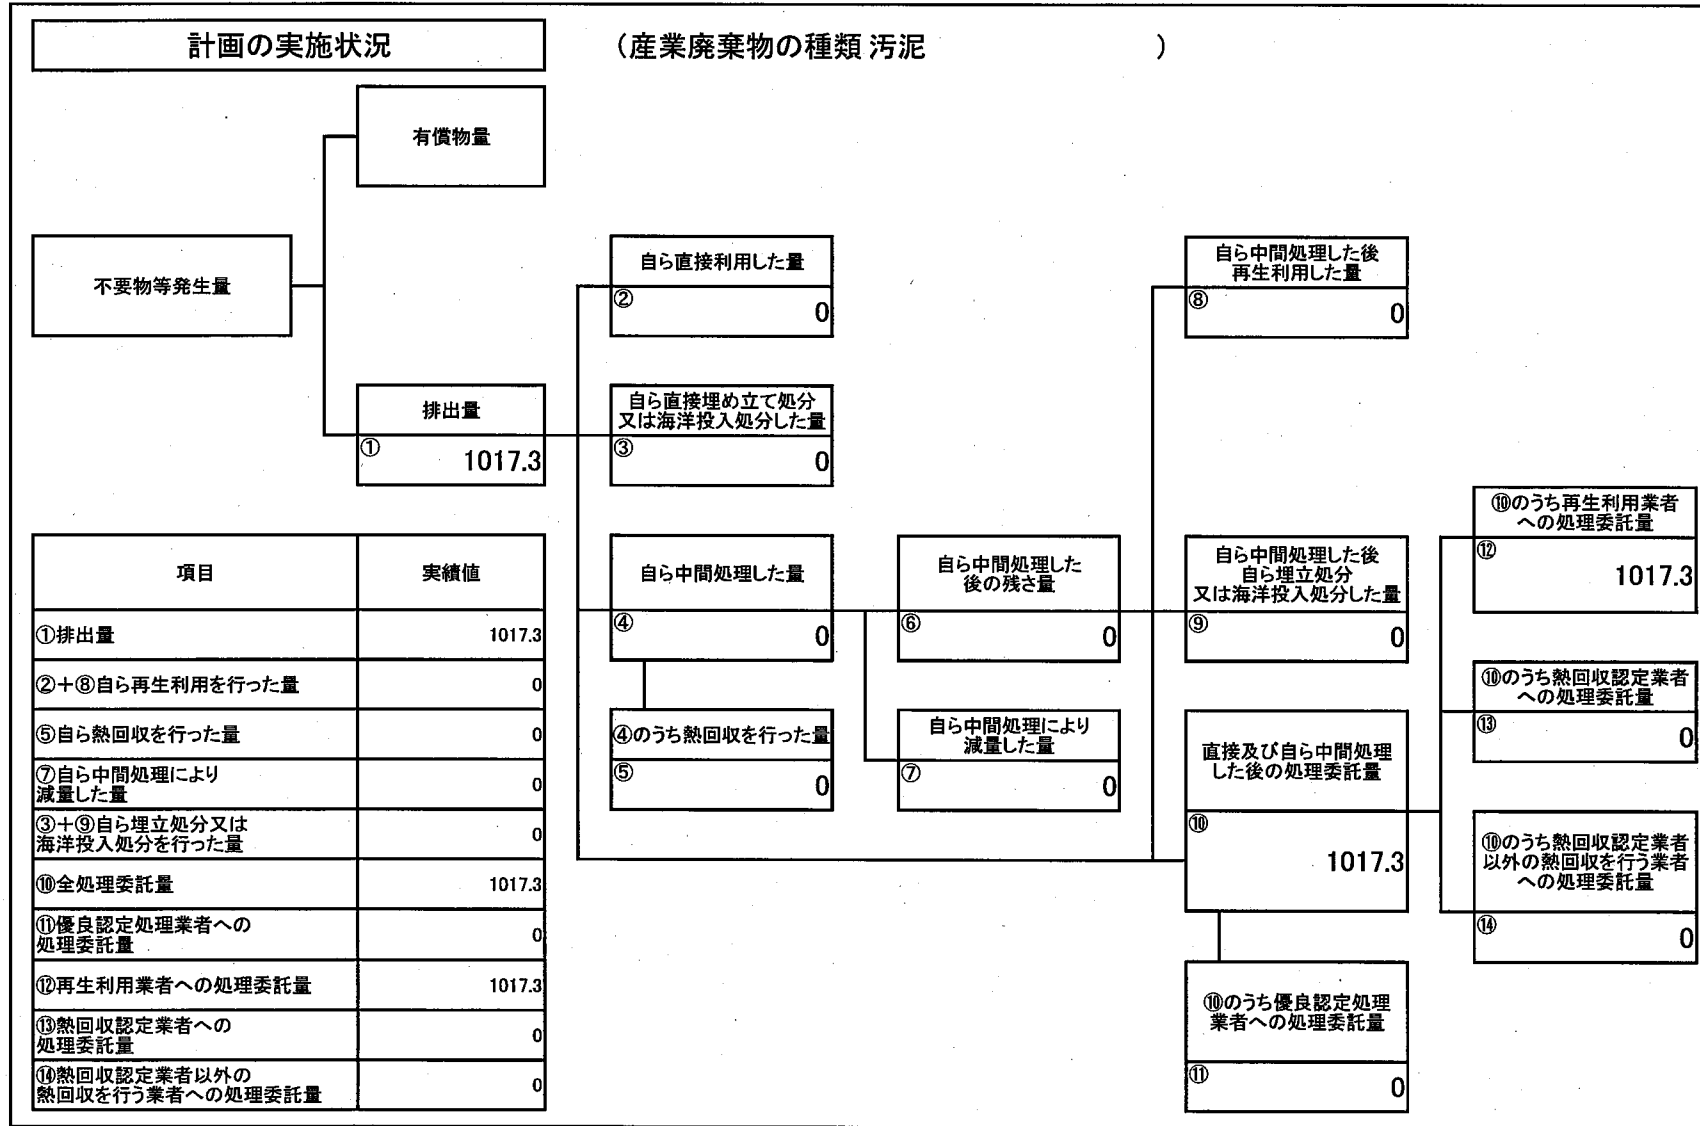 計画の実施状況
（産業廃棄物の種類 汚泥　　　　　）
有償物量
不要物等発生量
排出量
①
1017.3
自ら直接利用した量
②
0
自ら直接埋め立て処分
又は海洋投入処分した量
③
0
自ら中間処理した量
④
0
④のうち熱回収を行った量
⑤
0
自ら中間処理した
後の残さ量
⑥
0
自ら中間処理により
減量した量
⑦
0
自ら中間処理した後
再生利用した量
⑧
0
自ら中間処理した後
自ら埋立処分
又は海洋投入処分した量
⑨
0
直接及び自ら中間処理
した後の処理委託量
⑩
1017.3
⑩のうち優良認定処理
業者への処理委託量
⑪
0
⑩のうち再生利用業者
への処理委託量
⑫
1017.3
⑩のうち熱回収認定業者
への処理委託量
⑬
0
⑩のうち熱回収認定業者
以外の熱回収を行う業者
への処理委託量
⑭
0
項目 実績値
①排出量 1017.3
②＋⑧自ら再生利用を行った量 0
⑤自ら熱回収を行った量 0
⑦自ら中間処理により
減量した量 0
③＋⑨自ら埋立処分又は
海洋投入処分を行った量 0
⑩全処理委託量 1017.3
⑪優良認定処理業者への
処理委託量 0
⑫再生利用業者への処理委託量 1017.3
⑬熱回収認定業者への
処理委託量 0
⑭熱回収認定業者以外の
熱回収を行う業者への処理委託量 0